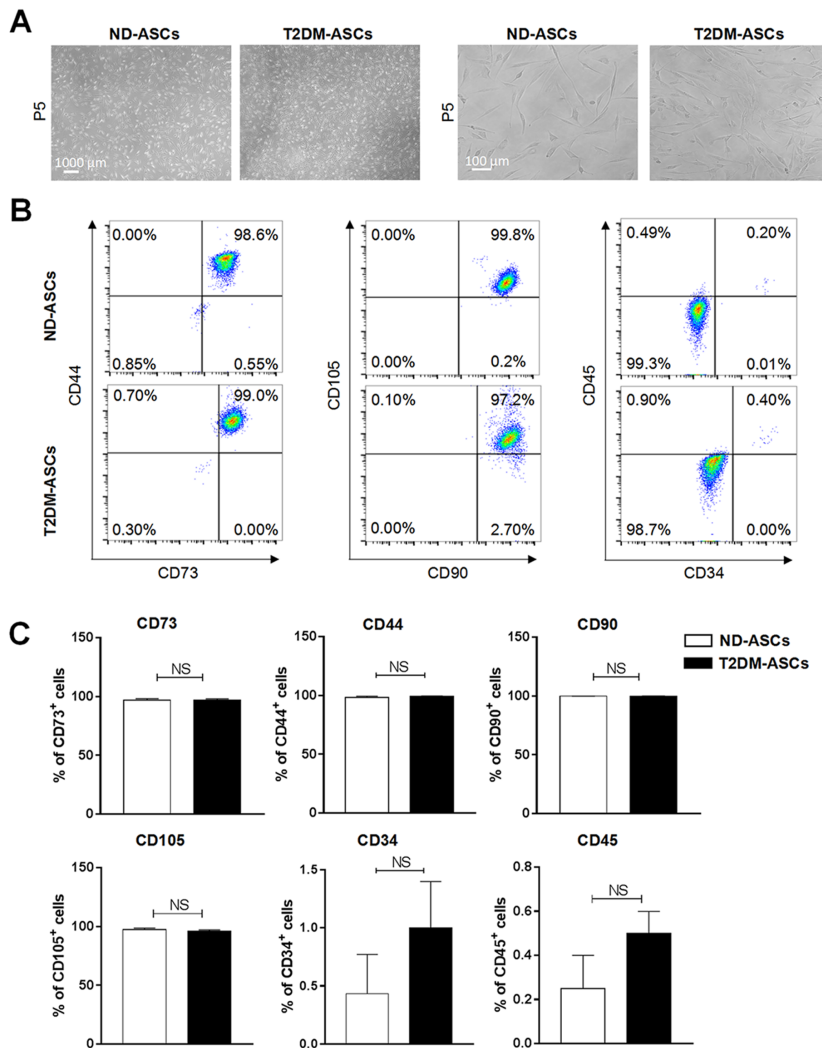 A
ND-ASCs T2DM-ASCs ND-ASCs T2DM-ASCs
P5 1000 µm P5 100 µm
B
ND-ASCs
T2DM-ASCs
CD44
0.00% 98.6%
0.85% 0.55%
0.70% 99.0%
0.30% 0.00%
CD73
CD105
0.00% 99.8%
0.00% 0.2%
0.10% 97.2%
0.00% 2.70%
CD90
CD45
0.49% 0.20%
99.3% 0.01%
0.90% 0.40%
98.7% 0.00%
CD34
C
CD73
% of CD73+ cells
150
100
50
0
NS
CD44
% of CD44+ cells
150
100
50
0
NS
CD90
% of CD90+ cells
150
100
50
0
NS
ND-ASCs
T2DM-ASCs
CD105
% of CD105+ cells
150
100
50
0
NS
CD34
% of CD34+ cells
1.5
1.0
0.4
0.0
NS
CD45
% of CD45+ cells
0.8
0.6
0.4
0.2
0.0
NS